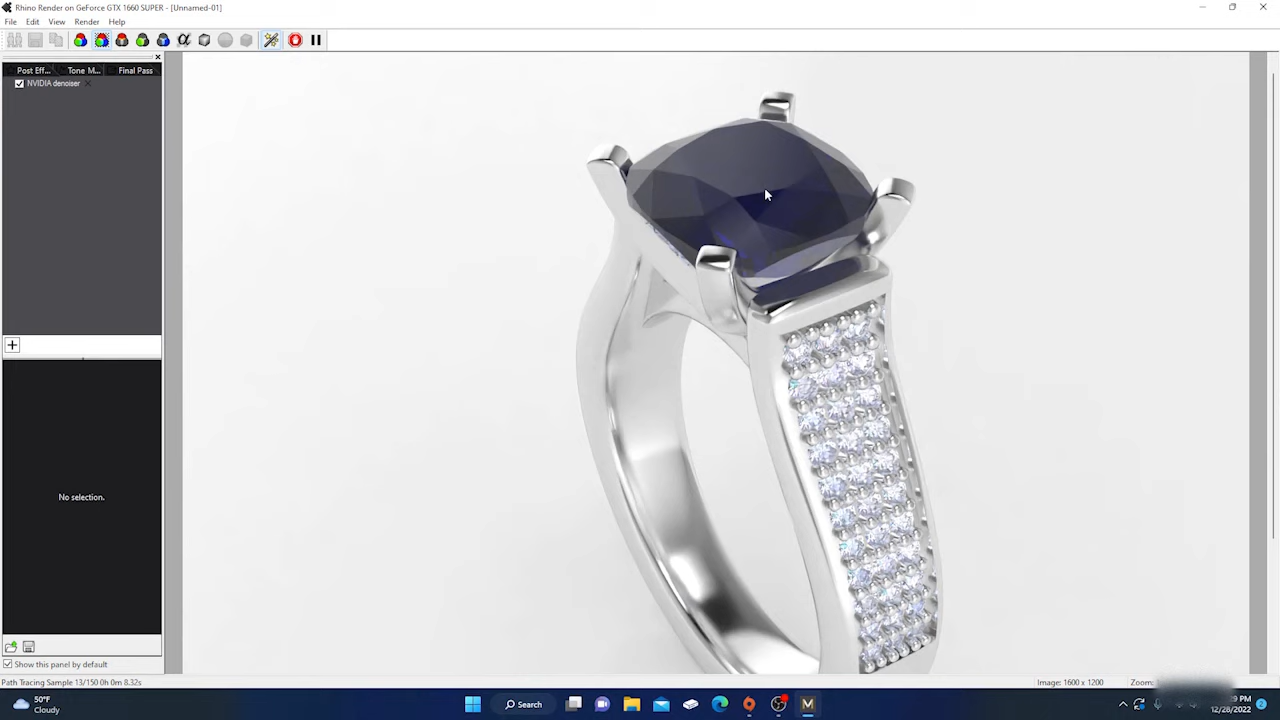 Rhino Render on GeForce GTX 1660 SUPER - [Unnamed-01]
File Edit View Render Help
Post Eff... Tone M... Final Pass
NVIDIA denoiser
No selection.
Show this panel by default
Path Tracing Sample 13/150 0h 0m 8.32s
Image: 1600 x 1200
Zoom:
50°F
Cloudy
Search
9 PM
12/28/2022